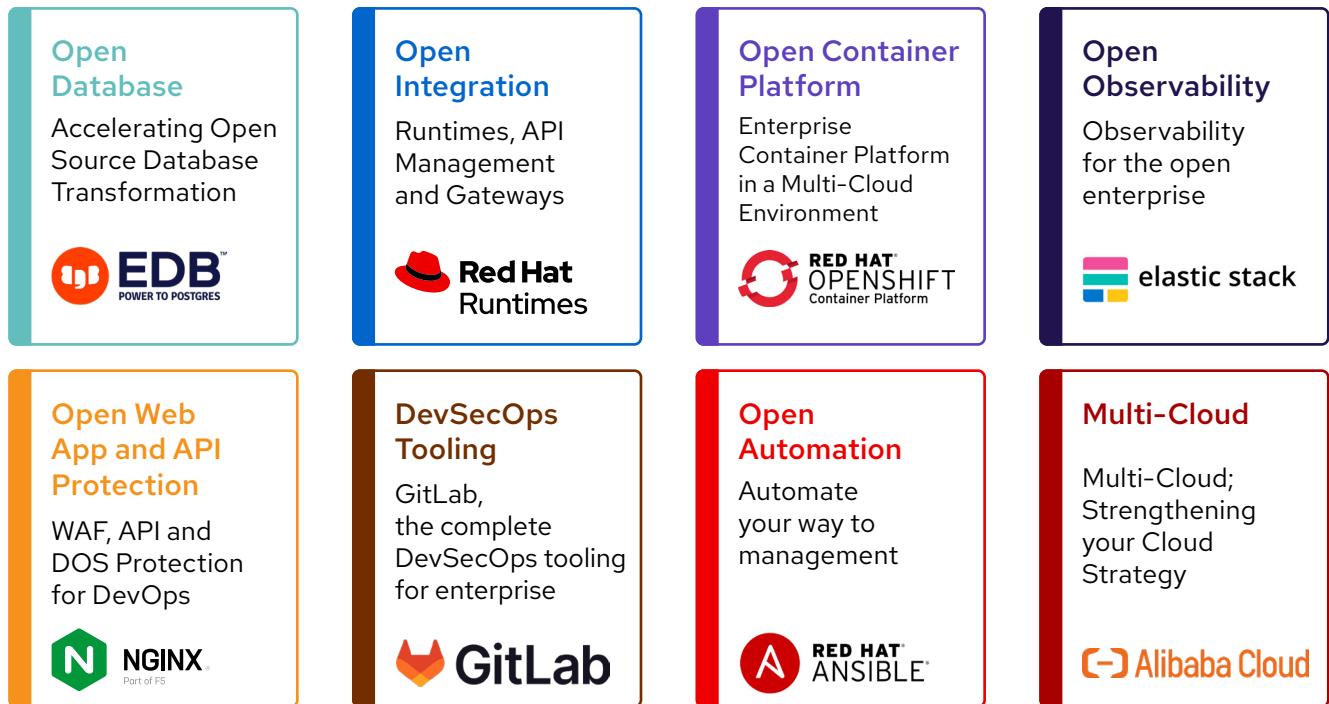 Open
Database
Accelerating Open
Source Database
Transformation
EDB™
POWER TO POSTGRES
Open
Integration
Runtimes, API
Management
and Gateways
Red Hat
Runtimes
Open Container
Platform
Enterprise
Container Platform
in a Multi-Cloud
Environment
RED HAT®
OPENSHIFT
Container Platform
Open
Observability
Observability
for the open
enterprise
elastic stack
Open Web
App and API
Protection
WAF, API and
DOS Protection
for DevOps
N
NGINX
Part of F5
DevSecOps
Tooling
GitLab,
the complete
DevSecOps tooling
for enterprise
GitLab
Open
Automation
Automate
your way to
management
A
RED HAT®
ANSIBLE®
Multi-Cloud
Multi-Cloud;
Strengthening
your Cloud
Strategy
Alibaba Cloud